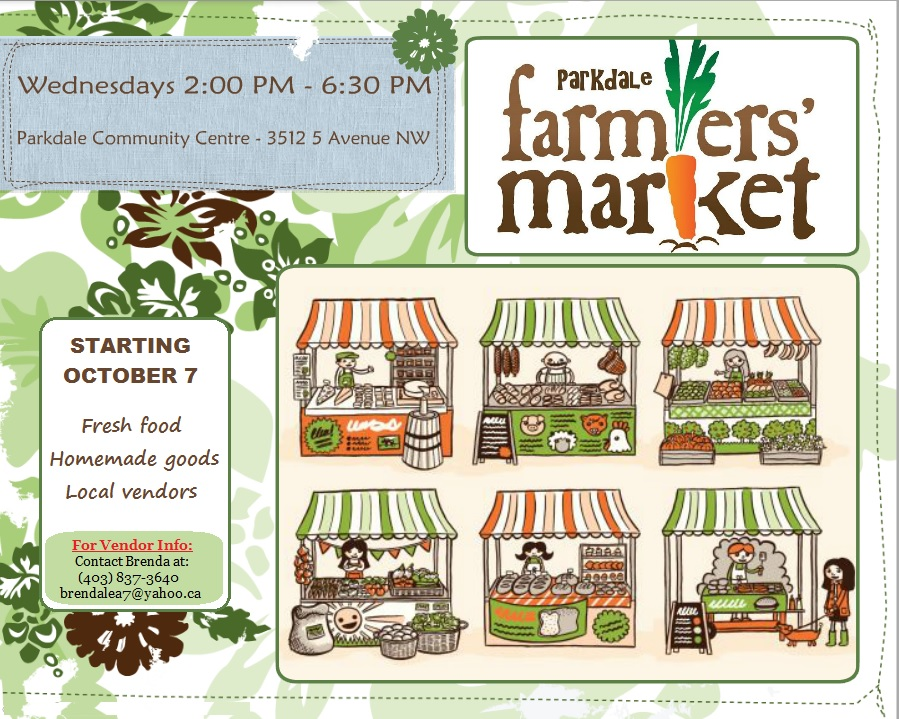 Wednesdays 2:00 PM - 6:30 PM
Parkdale Community Centre - 3512 5 Avenue NW
Parkdale
farmers'
market
STARTING
OCTOBER 7
Fresh food
Homemade goods
Local vendors
For Vendor Info:
Contact Brenda at:
(403) 837-3640
brendalea7@yahoo.ca